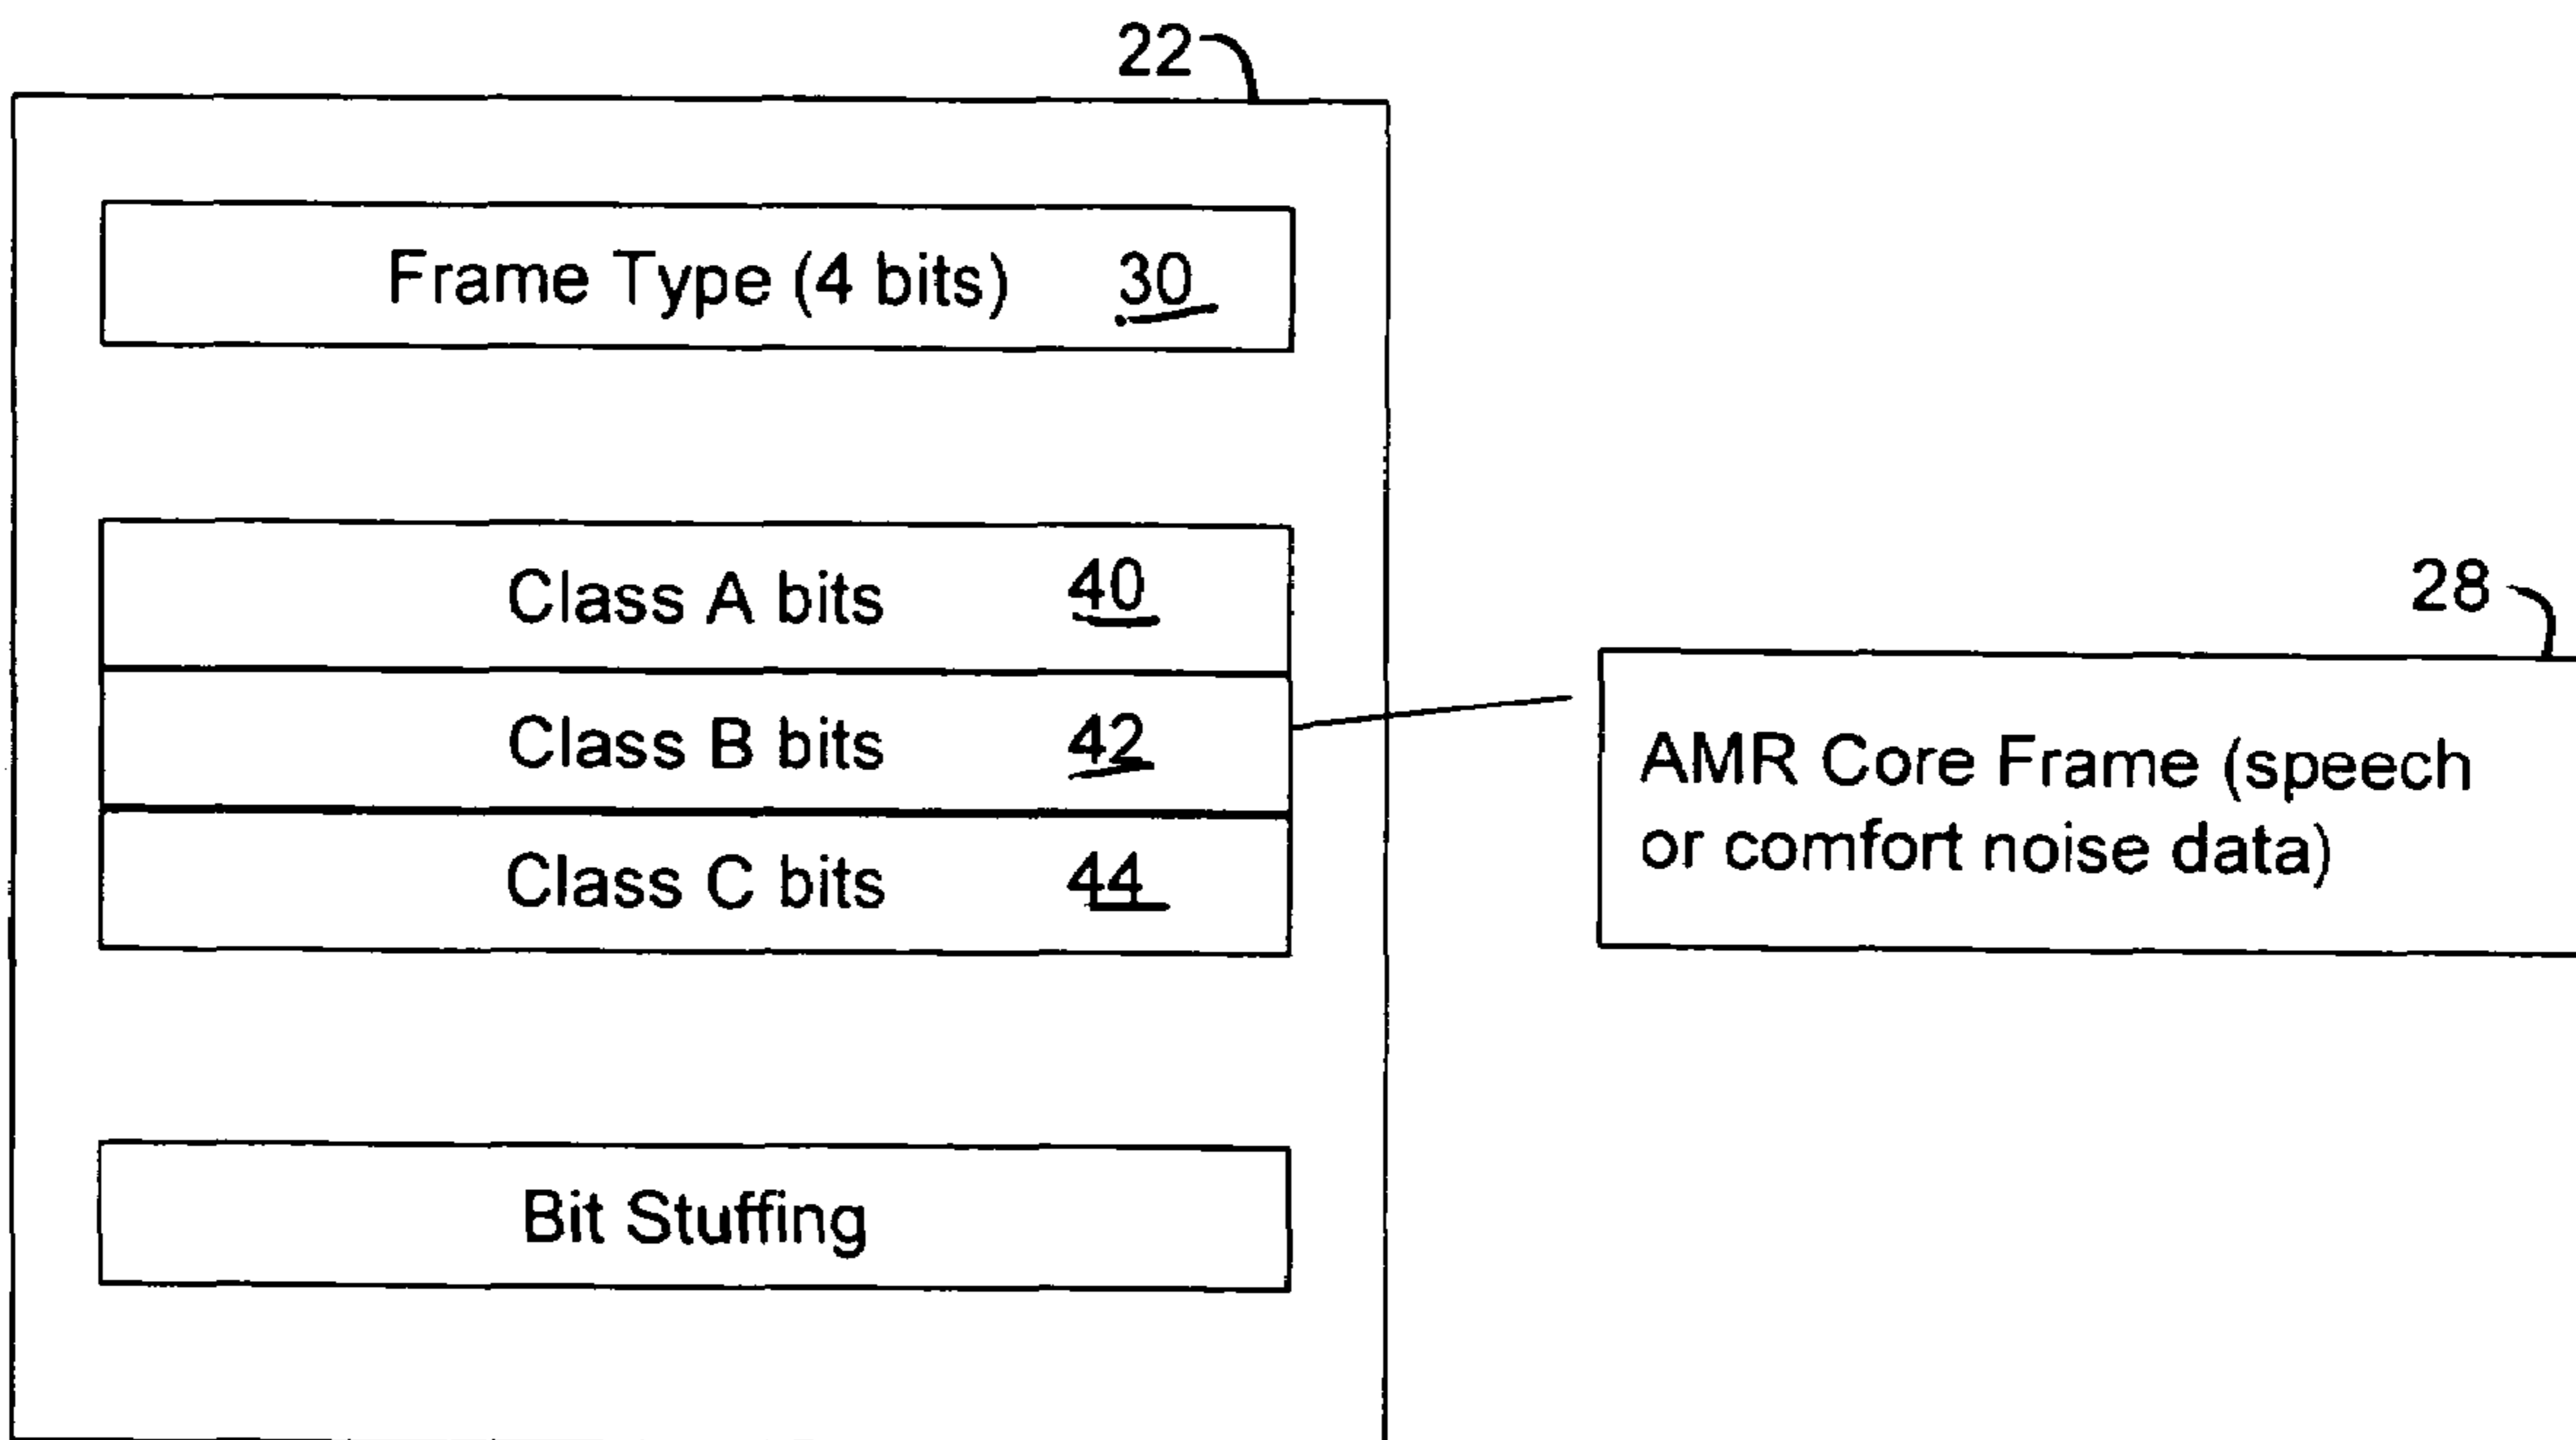 22
Frame Type (4 bits) 30
Class A bits 40
Class B bits 42
Class C bits 44
Bit Stuffing
28
AMR Core Frame (speech
or comfort noise data)